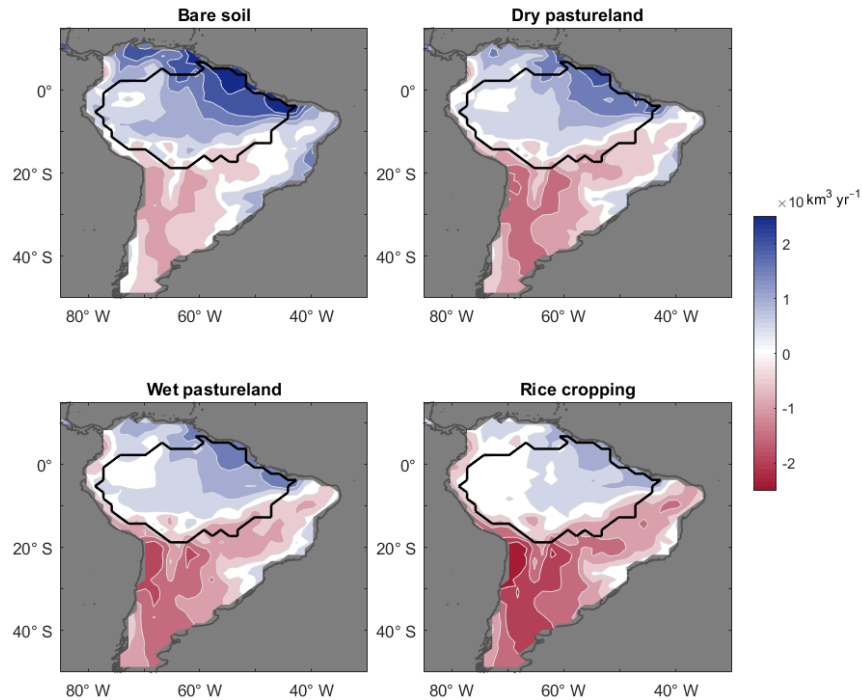 Bare soil
Dry pastureland
0°
20° S
40° S
80° W 60° W 40° W
0°
20° S
40° S
80° W 60° W 40° W
×10 km³ yr⁻¹
2
1
0
-1
-2
Wet pastureland
Rice cropping
0°
20° S
40° S
80° W 60° W 40° W
0°
20° S
40° S
80° W 60° W 40° W